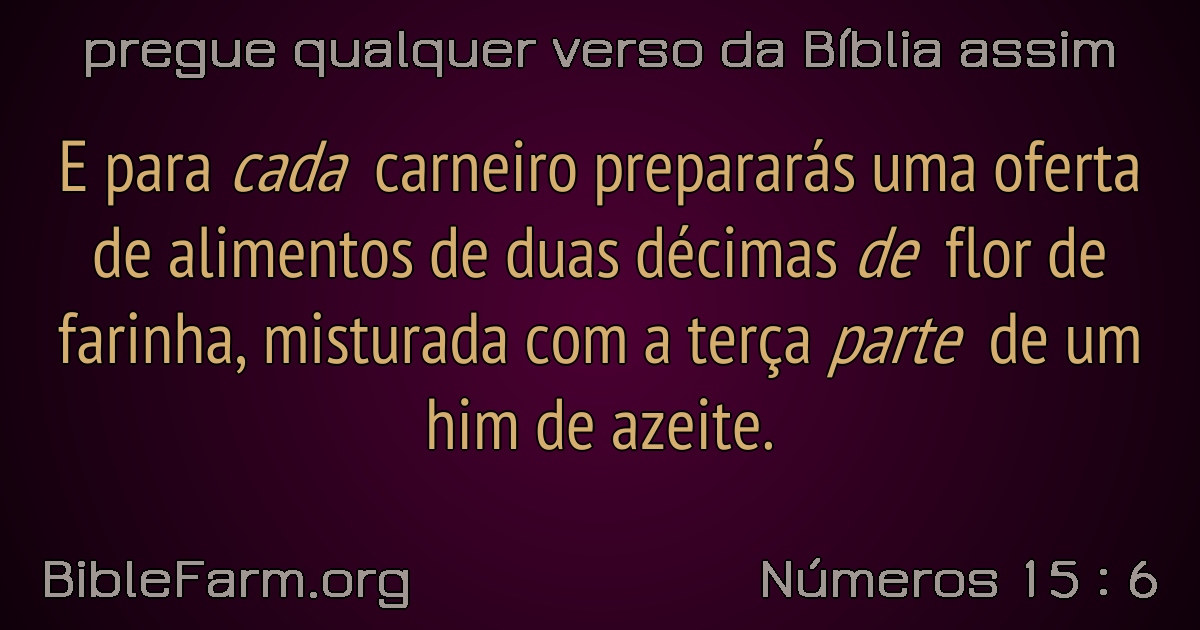 pregue qualquer verso da Bíblia assim
E para cada carneiro prepararás uma oferta
de alimentos de duas décimas de flor de
farinha, misturada com a terça parte de um
him de azeite.
BibleFarm.org
Números 15 : 6